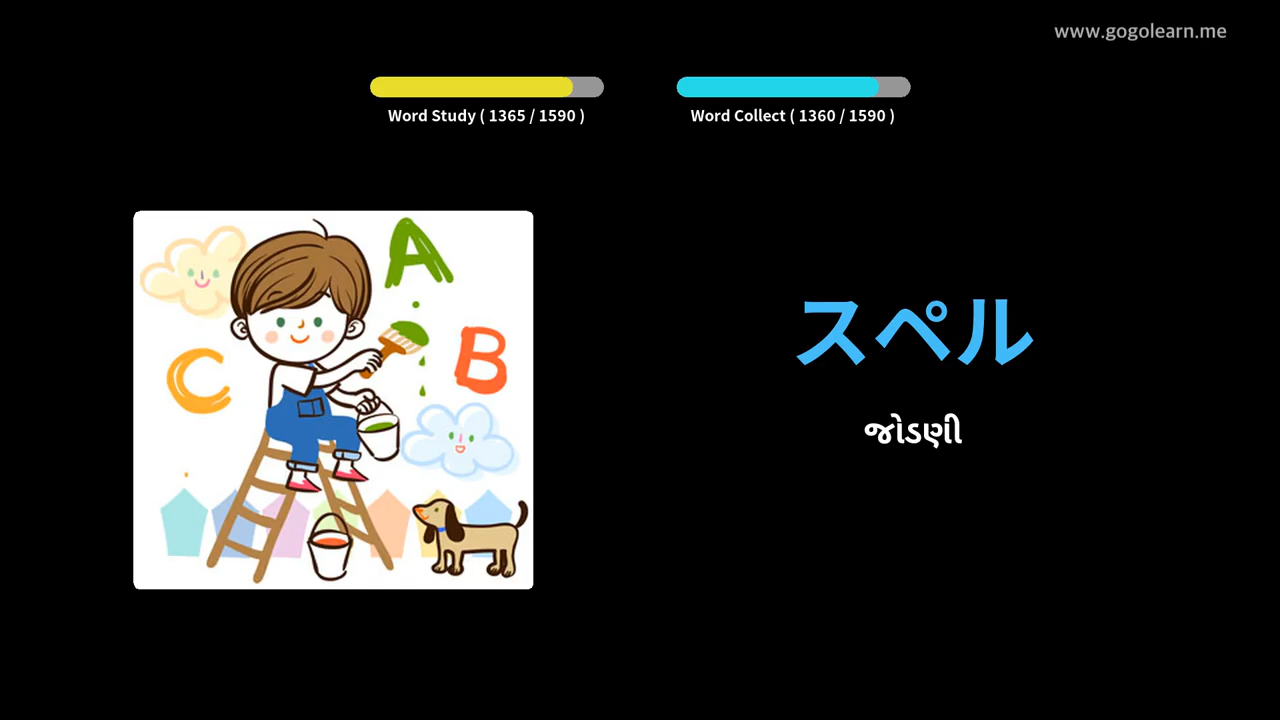 www.gogolearn.me
Word Study ( 1365 / 1590 )
Word Collect ( 1360 / 1590 )
A
B
C
スペル
જોડણી